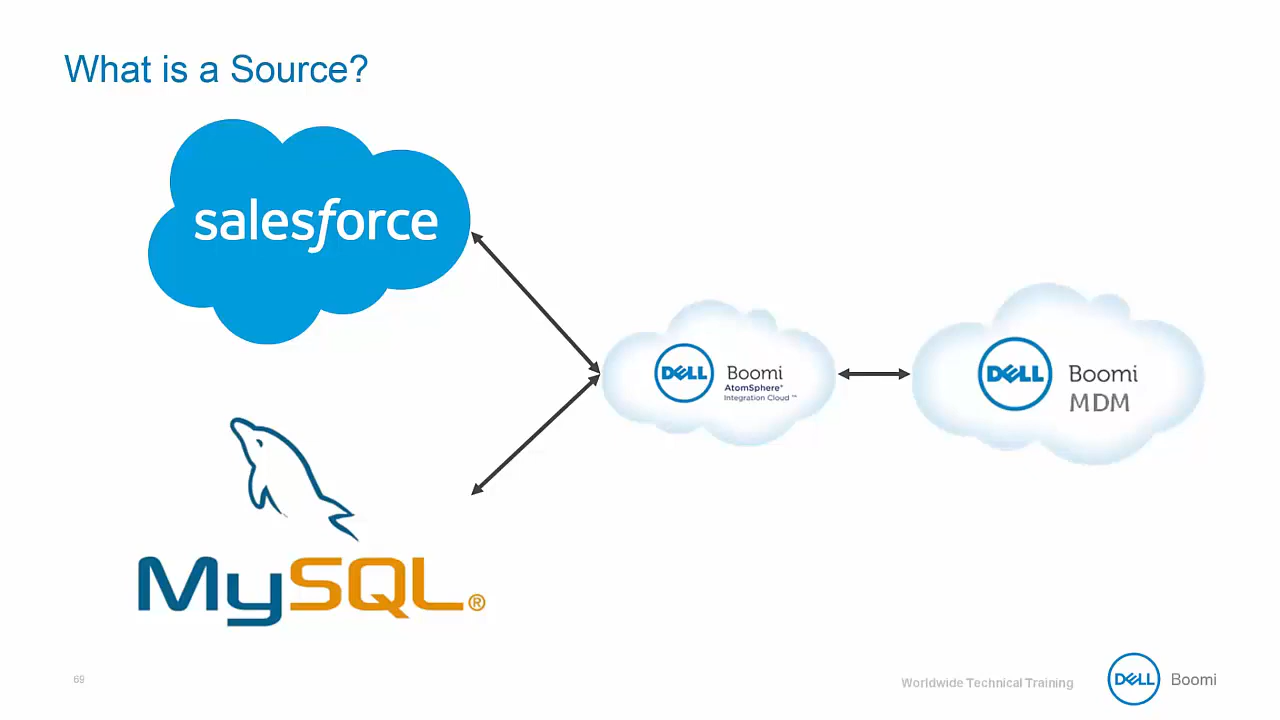 What is a Source?
salesforce
DELL Boomi
AtomSphere®
Integration Cloud ™
DELL Boomi
MDM
MySQL®
69
Worldwide Technical Training
DELL Boomi